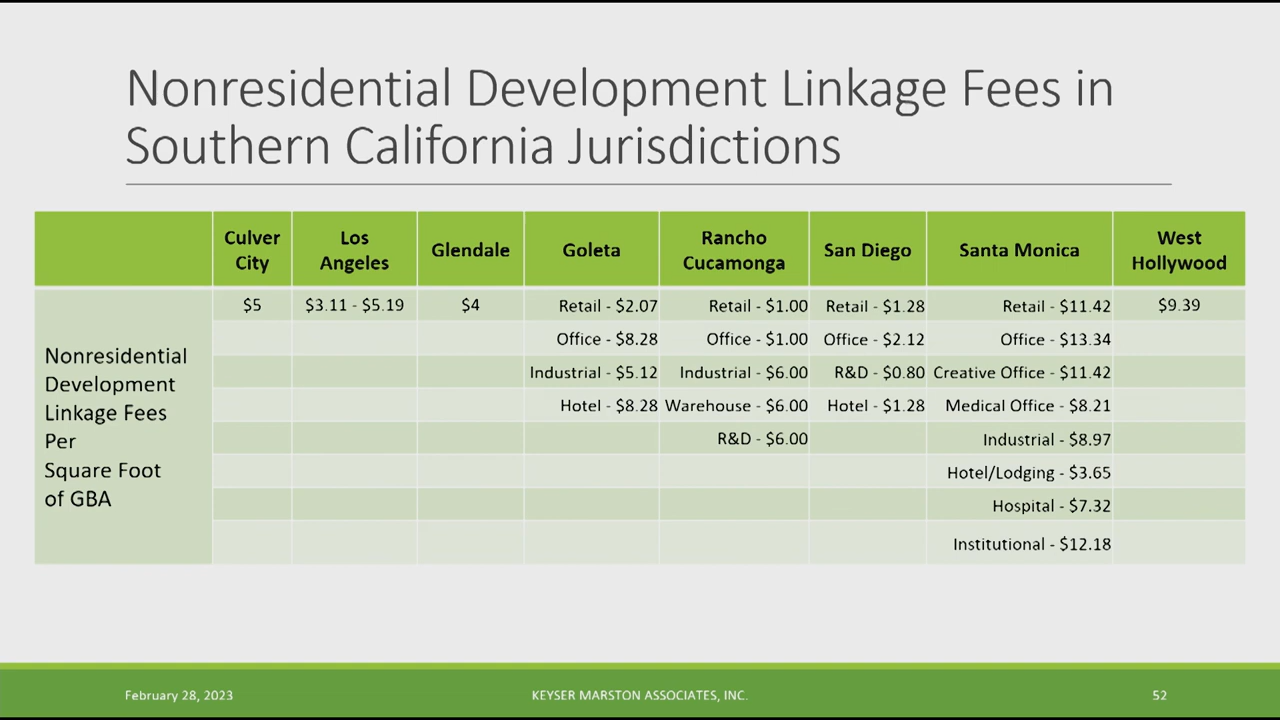 Nonresidential Development Linkage Fees in
Southern California Jurisdictions
Culver City Los Angeles Glendale Goleta Rancho Cucamonga San Diego Santa Monica West Hollywood
Nonresidential
Development
Linkage Fees
Per
Square Foot
of GBA
$5 $3.11 - $5.19 $4 Retail - $2.07 Retail - $1.00 Retail - $1.28 Retail - $11.42 $9.39
Office - $8.28 Office - $1.00 Office - $2.12 Office - $13.34
Industrial - $5.12 Industrial - $6.00 R&D - $0.80 Creative Office - $11.42
Hotel - $8.28 Warehouse - $6.00 Hotel - $1.28 Medical Office - $8.21
R&D - $6.00 Industrial - $8.97
Hotel/Lodging - $3.65
Hospital - $7.32
Institutional - $12.18
February 28, 2023 KEYSER MARSTON ASSOCIATES, INC. 52